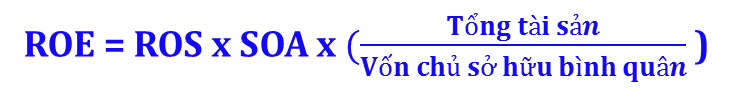 ROE = ROS x SOA x (Tổng tài sản / Vốn chủ sở hữu bình quân)